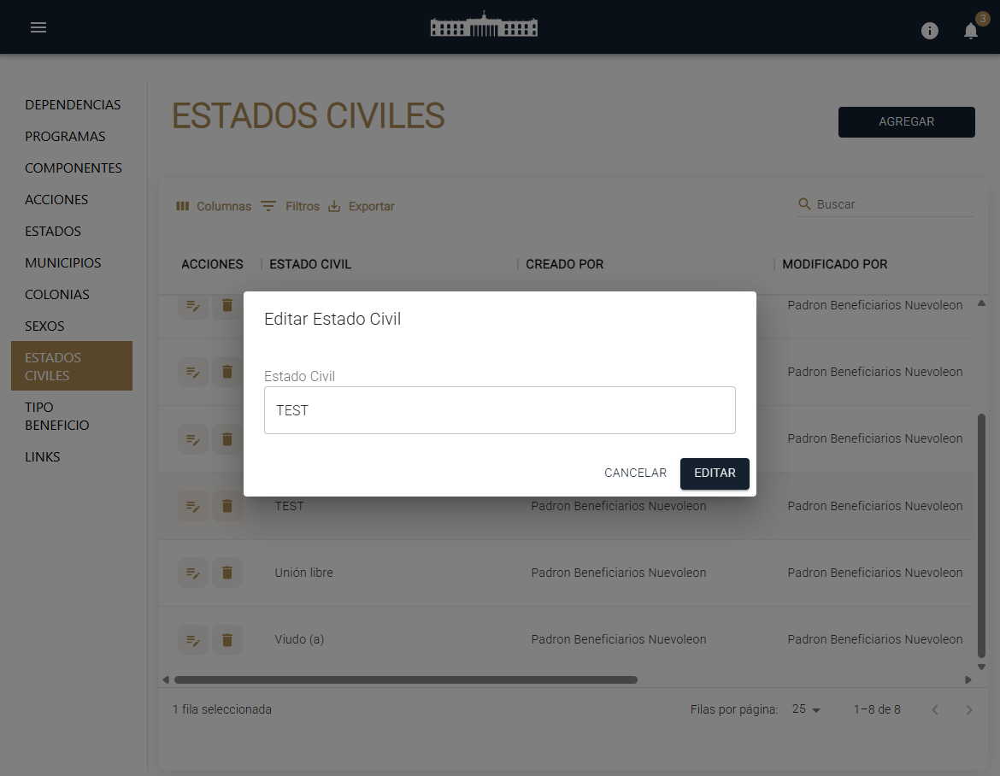 3
DEPENDENCIAS
PROGRAMAS
COMPONENTES
ACCIONES
ESTADOS
MUNICIPIOS
COLONIAS
SEXOS
ESTADOS
CIVILES
TIPO
BENEFICIO
LINKS
ESTADOS CIVILES
AGREGAR
Columnas Filtros Exportar
Buscar
ACCIONES ESTADO CIVIL CREADO POR MODIFICADO POR
Padron Beneficiarios Nuevoleon
Padron Beneficiarios Nuevoleon
Padron Beneficiarios Nuevoleon
Editar Estado Civil
Estado Civil
TEST
CANCELAR EDITAR
TEST Padron Beneficiarios Nuevoleon Padron Beneficiarios Nuevoleon
Unión libre Padron Beneficiarios Nuevoleon Padron Beneficiarios Nuevoleon
Viudo (a) Padron Beneficiarios Nuevoleon Padron Beneficiarios Nuevoleon
1 fila seleccionada Filas por página: 25 1–8 de 8